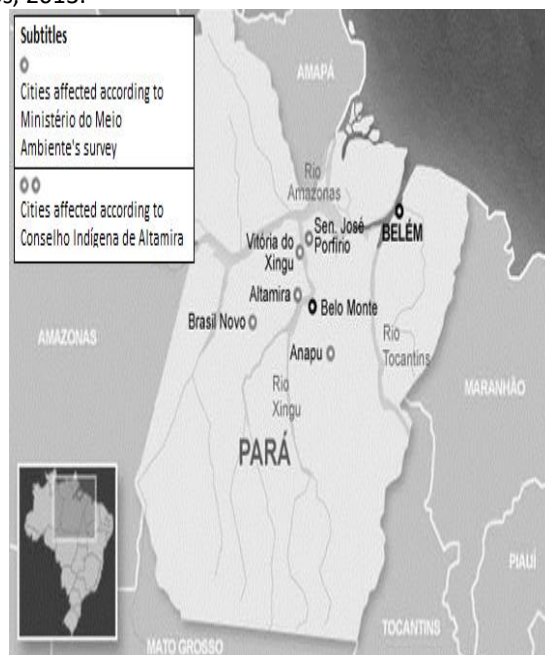 s, 2015.
Subtitles
Cities affected according to
Ministério do Meio
Ambiente's survey
Cities affected according to
Conselho Indígena de Altamira
AMAPÁ
Rio
Amazonas
Sen. José
Porfírio
BELÉM
Vitória do
Xingu
Altamira
Belo Monte
Brasil Novo
Anapu
Rio
Tocantins
AMAZONAS
MARANHÃO
Rio
Xingu
PARÁ
PIAUÍ
TOCANTINS
MATO GROSSO